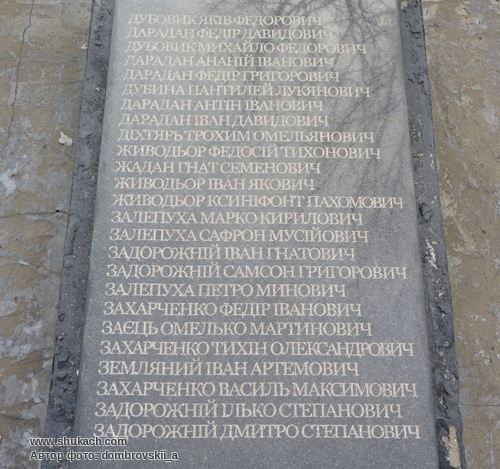 ДУБОВИК ЯКІВ ФЕДОРОВИЧ
ДАРАДАН ФЕДІР ДАВИДОВИЧ
ДУБОВИК МИХАЙЛО ФЕДОРОВИЧ
ДАРАДАН АНАНІЙ ІВАНОВИЧ
ДАРАДАН ФЕДІР ГРИГОРОВИЧ
ДУБИНА ПАНТИЛЕЙ ЛУКЯНОВИЧ
ДАРАДАН АНТІН ІВАНОВИЧ
ДАРАДАН ІВАН ДАВИДОВИЧ
ДІХТЯРЬ ТРОХИМ ОМЕЛЬЯНОВИЧ
ЖИВОДЬОР ФЕДОСІЙ ТИХОНОВИЧ
ЖАДАН ГНАТ СЕМЕНОВИЧ
ЖИВОДЬОР ІВАН ЯКОВИЧ
ЖИВОДЬОР КСИНІФОНТ ПАХОМОВИЧ
ЗАЛЕПУХА МАРКО КИРИЛОВИЧ
ЗАЛЕПУХА САФРОН МУСІЙОВИЧ
ЗАДОРОЖНІЙ ІВАН ГНАТОВИЧ
ЗАДОРОЖНІЙ САМСОН ГРИГОРОВИЧ
ЗАЛЕПУХА ПЕТРО МИНОВИЧ
ЗАХАРЧЕНКО ФЕДІР ІВАНОВИЧ
ЗАЄЦЬ ОМЕЛЬКО МАРТИНОВИЧ
ЗАХАРЧЕНКО ТИХІН ОЛЕКСАНДРОВИЧ
ЗЕМЛЯНИЙ ІВАН АРТЕМОВИЧ
ЗАХАРЧЕНКО ВАСИЛЬ МАКСИМОВИЧ
ЗАДОРОЖНІЙ ІЛЬКО СТЕПАНОВИЧ
ЗАДОРОЖНІЙ ДМИТРО СТЕПАНОВИЧ
www.shukach.com
Автор фото: dombrovskii_a